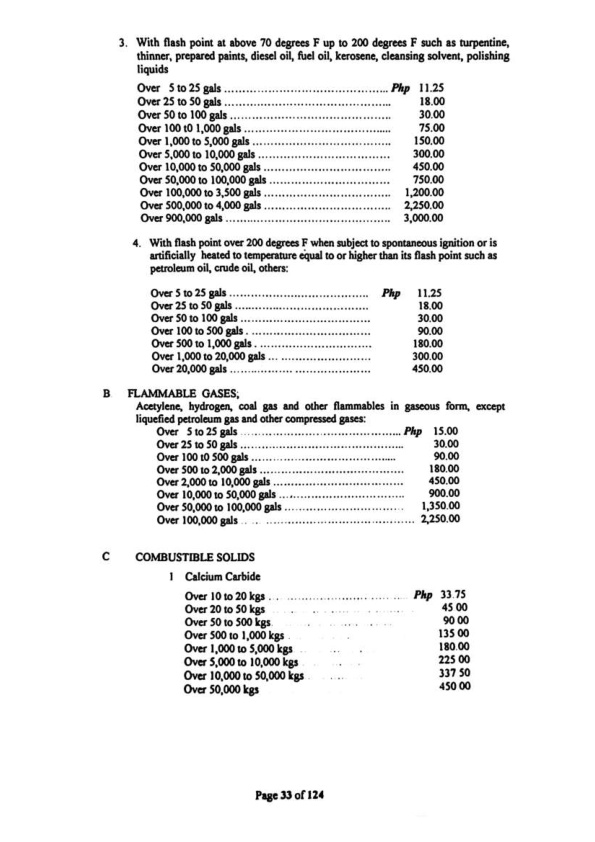 3. With flash point at above 70 degrees F up to 200 degrees F such as turpentine,
thinner, prepared paints, diesel oil, fuel oil, kerosene, cleansing solvent, polishing
liquids
Over 5 to 25 gals .......................................... Php 11.25
Over 25 to 50 gals .......................................... 18.00
Over 50 to 100 gals .......................................... 30.00
Over 100 t0 1,000 gals .......................................... 75.00
Over 1,000 to 5,000 gals .......................................... 150.00
Over 5,000 to 10,000 gals .......................................... 300.00
Over 10,000 to 50,000 gals .......................................... 450.00
Over 50,000 to 100,000 gals .......................................... 750.00
Over 100,000 to 3,500 gals .......................................... 1,200.00
Over 500,000 to 4,000 gals .......................................... 2,250.00
Over 900,000 gals .......................................... 3,000.00
4. With flash point over 200 degrees F when subject to spontaneous ignition or is
artificially heated to temperature equal to or higher than its flash point such as
petroleum oil, crude oil, others:
Over 5 to 25 gals .................................... Php 11.25
Over 25 to 50 gals .................................... 18.00
Over 50 to 100 gals .................................... 30.00
Over 100 to 500 gals . .................................... 90.00
Over 500 to 1,000 gals . .................................... 180.00
Over 1,000 to 20,000 gals ... ........................ 300.00
Over 20,000 gals .................. ...................... 450.00
B FLAMMABLE GASES;
Acetylene, hydrogen, coal gas and other flammables in gaseous form, except
liquefied petroleum gas and other compressed gases:
Over 5 to 25 gals .......................................... Php 15.00
Over 25 to 50 gals .......................................... 30.00
Over 100 t0 500 gals .......................................... 90.00
Over 500 to 2,000 gals .......................................... 180.00
Over 2,000 to 10,000 gals .................................... 450.00
Over 10,000 to 50,000 gals .................................... 900.00
Over 50,000 to 100,000 gals .................................... 1,350.00
Over 100,000 gals .. .. .......................................... 2,250.00
C COMBUSTIBLE SOLIDS
1 Calcium Carbide
Over 10 to 20 kgs .................................... Php 33.75
Over 20 to 50 kgs 45 00
Over 50 to 500 kgs 90 00
Over 500 to 1,000 kgs 135 00
Over 1,000 to 5,000 kgs 180.00
Over 5,000 to 10,000 kgs 225 00
Over 10,000 to 50,000 kgs 337 50
Over 50,000 kgs 450 00
Page 33 of 124